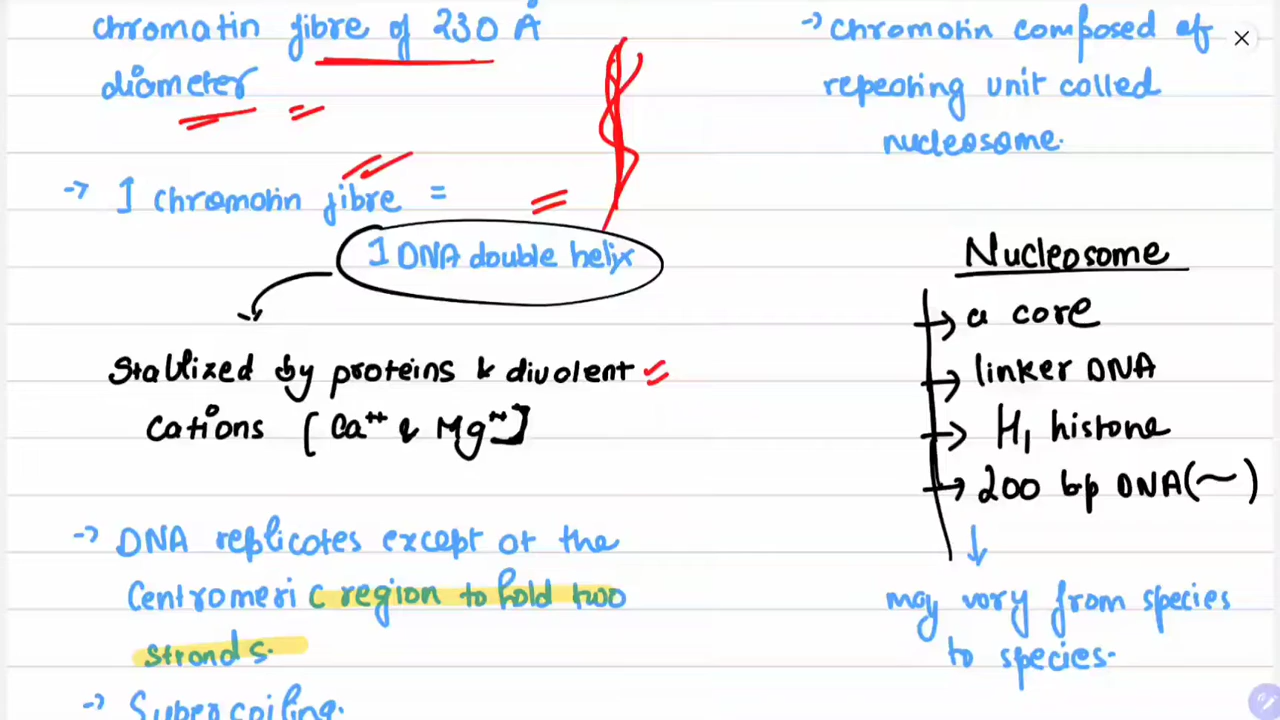 chromatin fibre of 230 Å
diameter
→ 1 chromatin fibre =
1 DNA double helix
Stablized by proteins & divalent
Cations [Ca++ & Mg++]
→ DNA replicates except at the
Centromeri c region to hold two
strands.
→ Supercoiling.
→ chromatin composed of
repeating unit called
nucleosome.
Nucleosome
→ a core
→ linker DNA
→ H1 histone
→ 200 bp DNA(~)
↓
may vary from species
to species.